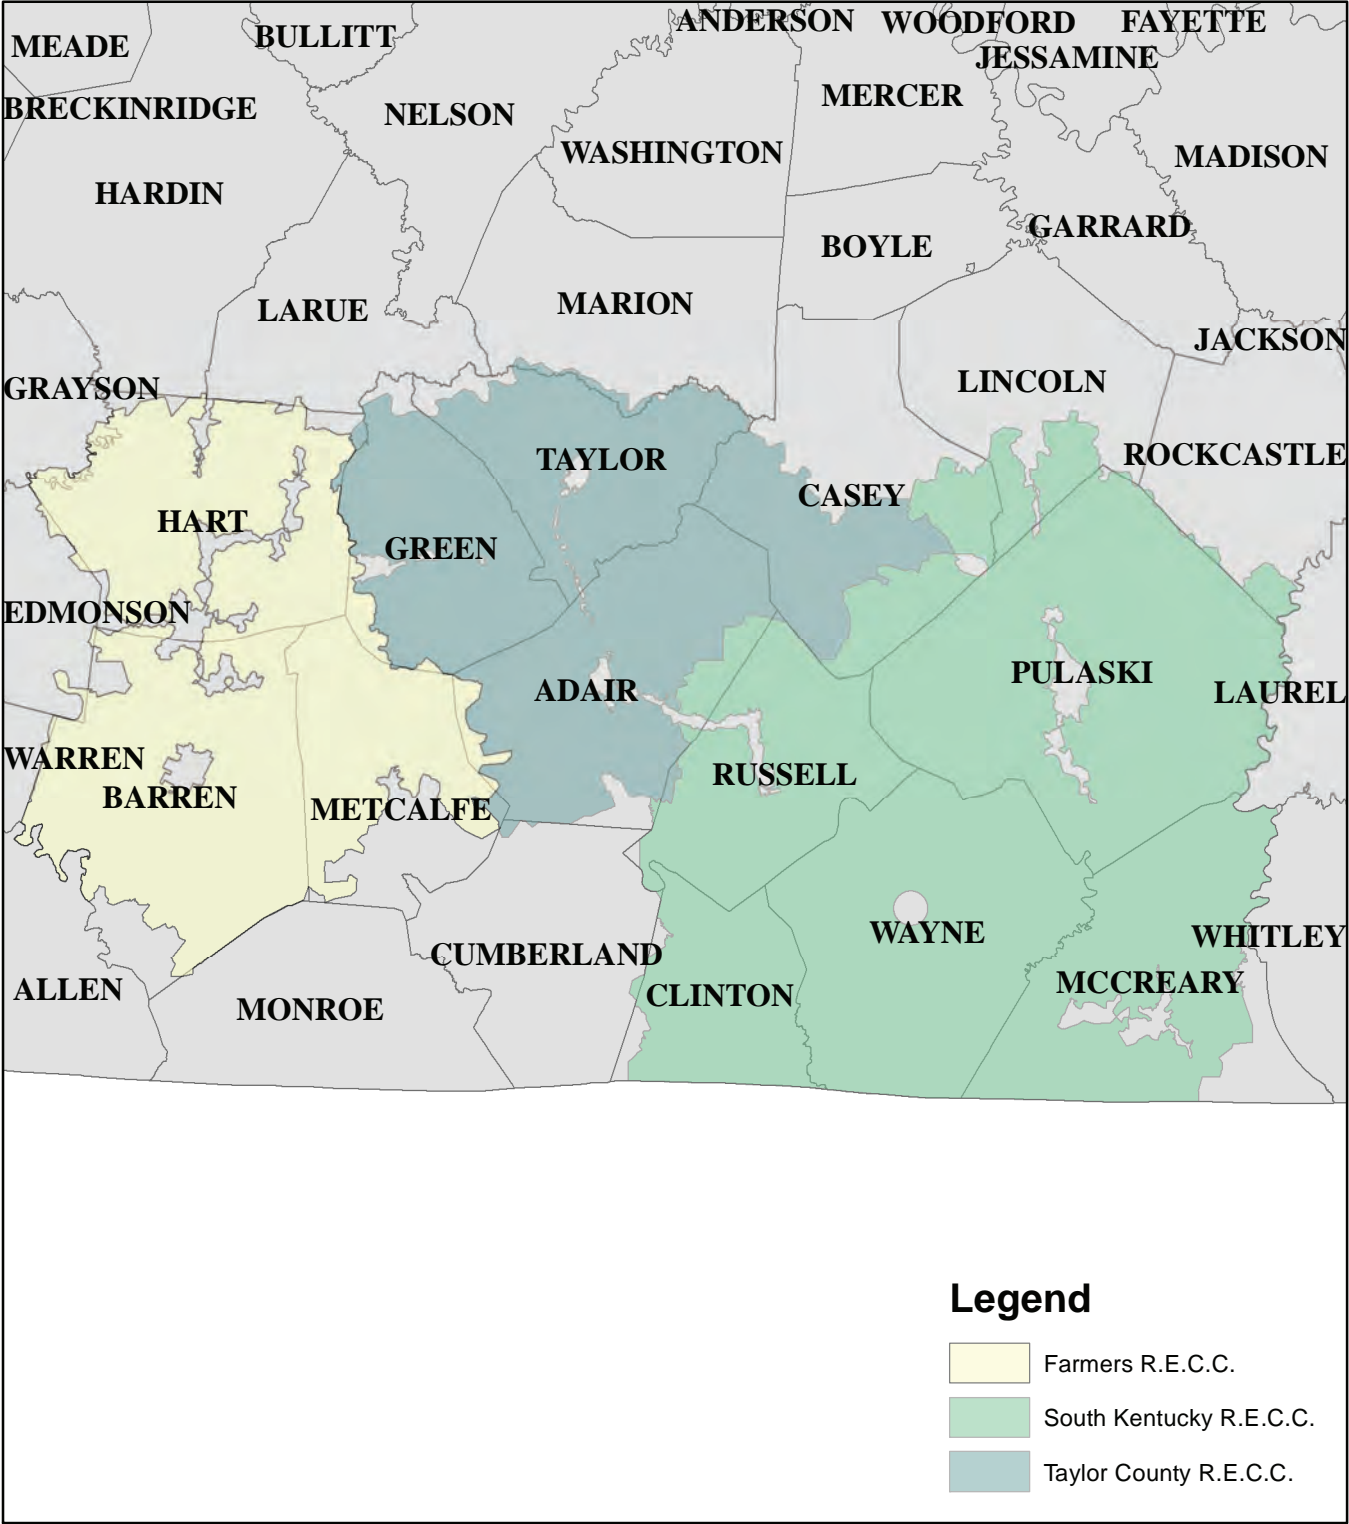 ANDERSON
WOODFORD
FAYETTE
BULLITT
MEADE
JESSAMINE
MERCER
BRECKINRIDGE
NELSON
WASHINGTON
MADISON
HARDIN
GARRARD
BOYLE
MARION
LARUE
JACKSON
LINCOLN
GRAYSON
ROCKCASTLE
TAYLOR
CASEY
HART
GREEN
EDMONSON
PULASKI
ADAIR
LAUREL
WARREN
RUSSELL
BARREN
METCALFE
WAYNE
WHITLEY
CUMBERLAND
MCCREARY
ALLEN
CLINTON
MONROE
Legend
Farmers R.E.C.C.
South Kentucky R.E.C.C.
Taylor County R.E.C.C.